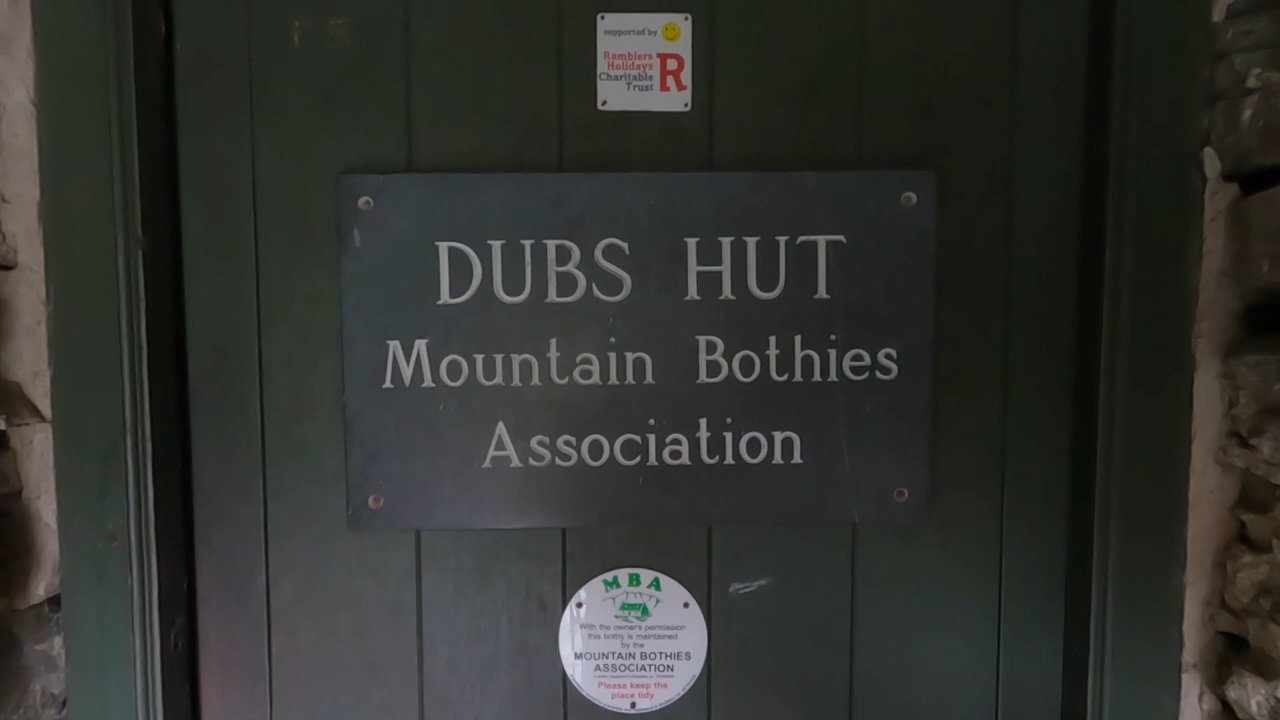 supported by
Ramblers
Holidays
Charitable
Trust
R
DUBS HUT
Mountain Bothies
Association
MBA
With the owner's permission
this bothy is maintained
by the
MOUNTAIN BOTHIES
ASSOCIATION
Please keep the
place tidy